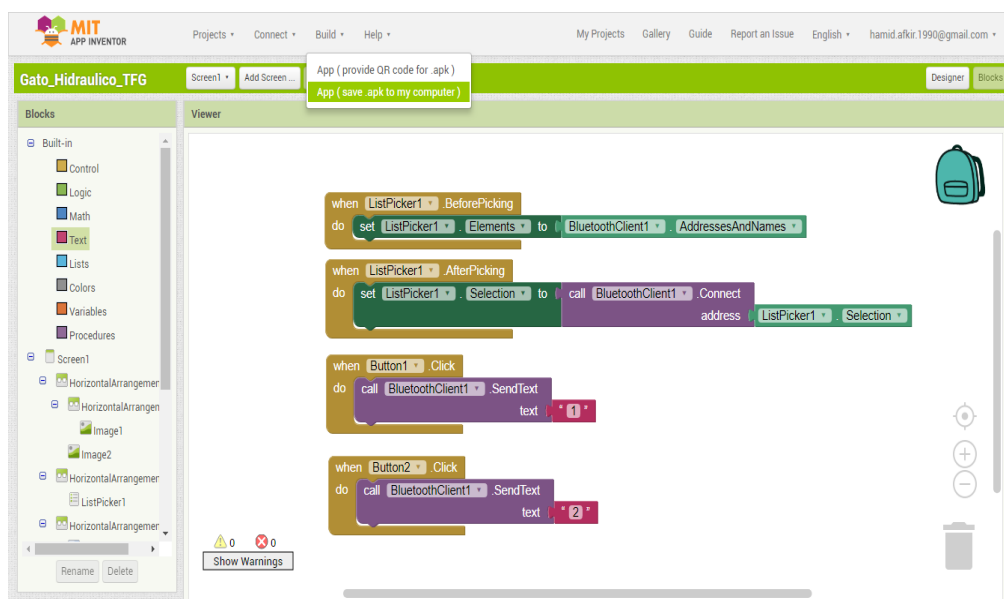 MIT
APP INVENTOR
Projects Connect Build Help My Projects Gallery Guide Report an Issue English hamid.afkir.1990@gmail.com
App ( provide QR code for .apk )
App ( save .apk to my computer )
Gato_Hidraulico_TFG Screen1 Add Screen ... Designer Blocks
Blocks Viewer
Built-in
Control
Logic
Math
Text
Lists
Colors
Variables
Procedures
Screen1
HorizontalArrangemer
HorizontalArrangen
Image1
Image2
HorizontalArrangemer
ListPicker1
HorizontalArrangemer
Rename Delete
when ListPicker1 .BeforePicking
do set ListPicker1 . Elements to BluetoothClient1 . AddressesAndNames
when ListPicker1 .AfterPicking
do set ListPicker1 . Selection to call BluetoothClient1 .Connect
address ListPicker1 . Selection
when Button1 .Click
do call BluetoothClient1 .SendText
text " 1 "
when Button2 .Click
do call BluetoothClient1 .SendText
text " 2 "
0 0
Show Warnings